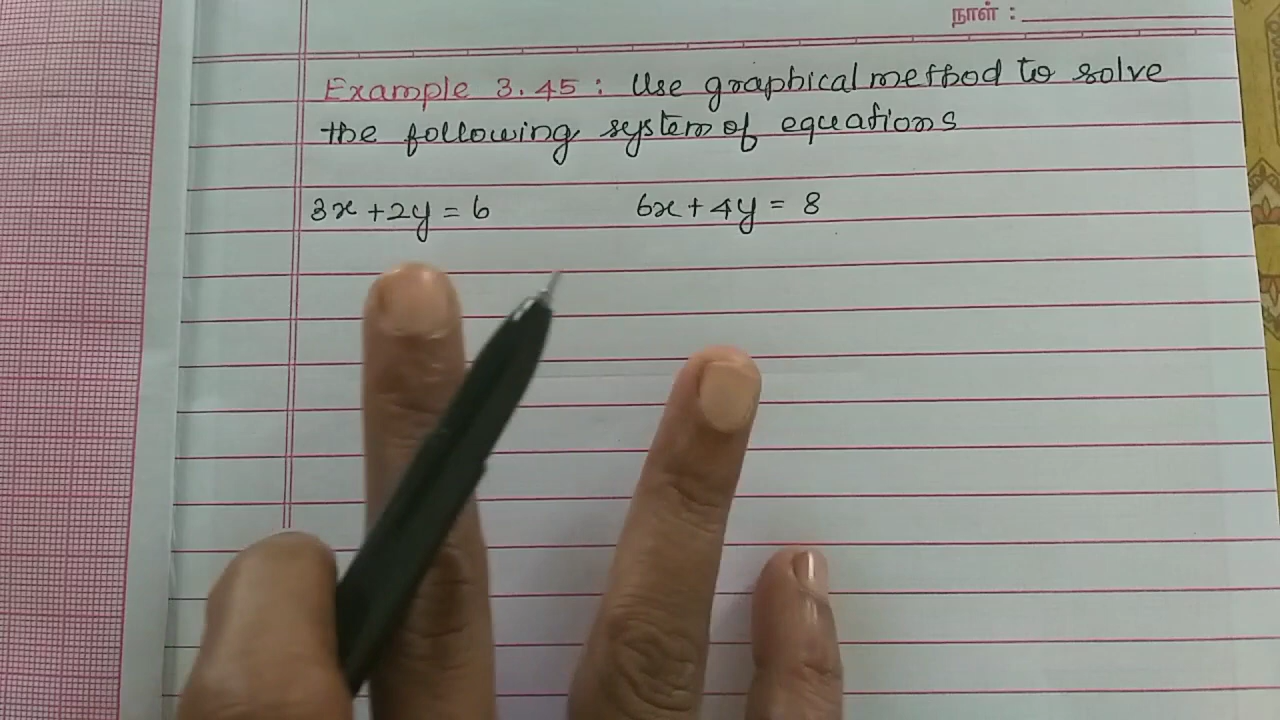 நாள் :
Example 3.45 : Use graphical method to solve
the following system of equations
3x + 2y = 6 6x + 4y = 8